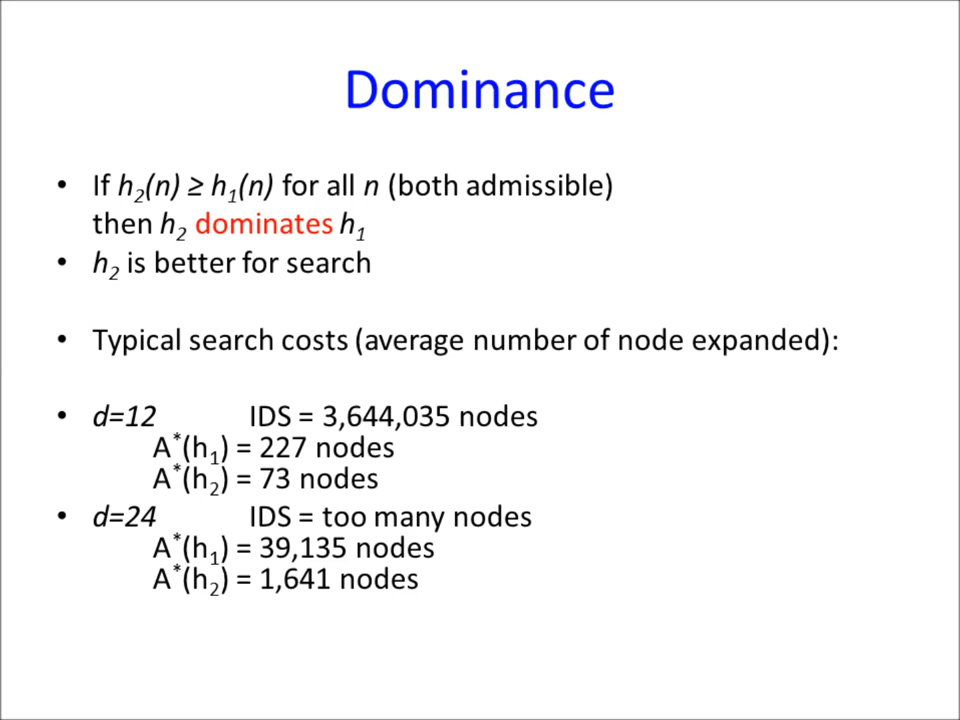 Dominance
• If h₂(n) ≥ h₁(n) for all n (both admissible)
then h₂ dominates h₁
• h₂ is better for search
• Typical search costs (average number of node expanded):
• d=12 IDS = 3,644,035 nodes
A*(h₁) = 227 nodes
A*(h₂) = 73 nodes
• d=24 IDS = too many nodes
A*(h₁) = 39,135 nodes
A*(h₂) = 1,641 nodes